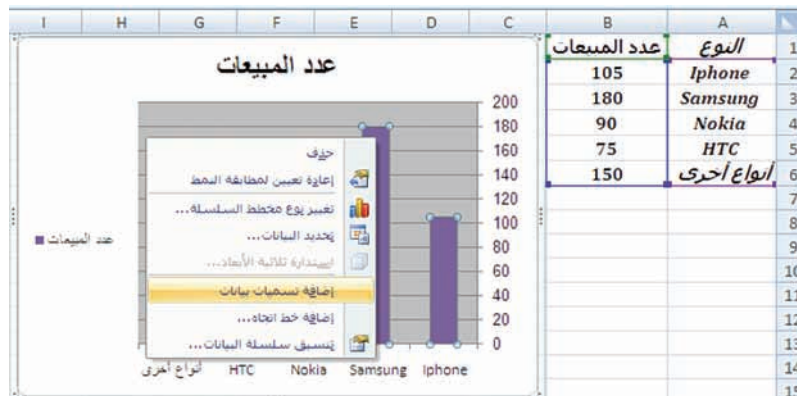 A B C D E F G H I
1 النوع عدد المبيعات
2 Iphone 105
3 Samsung 180
4 Nokia 90
5 HTC 75
6 أنواع أخرى 150
7
8
9
10
11
12
13
14
15
عدد المبيعات
200
180
160
140
120
100
80
60
40
20
0
Iphone Samsung Nokia HTC أنواع أخرى
عدد المبيعات
حذف
إعادة تعيين لمطابقة النمط
تغيير نوع مخطط السلسلة...
تحديد البيانات...
استدارة ثلاثية الأبعاد...
إضافة تسميات بيانات
إضافة خط اتجاه...
تنسيق سلسلة البيانات...